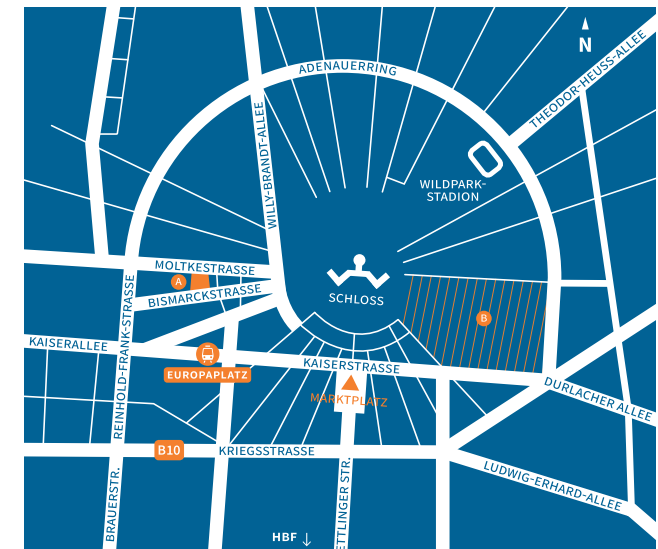 ADENAUERRING
N
THEODOR-HEUSS-ALLEE
WILLY-BRANDT-ALLEE
WILDPARK-
STADION
MOLTKESTRASSE
A
BISMARCKSTRASSE
SCHLOSS
B
REINHOLD-FRANK-STRASSE
KAISERALLEE
EUROPAPLATZ
KAISERSTRASSE
MARKTPLATZ
DURLACHER ALLEE
B10
KRIEGSSTRASSE
BRAUERSTR.
ETTLINGER STR.
LUDWIG-ERHARD-ALLEE
HBF ↓